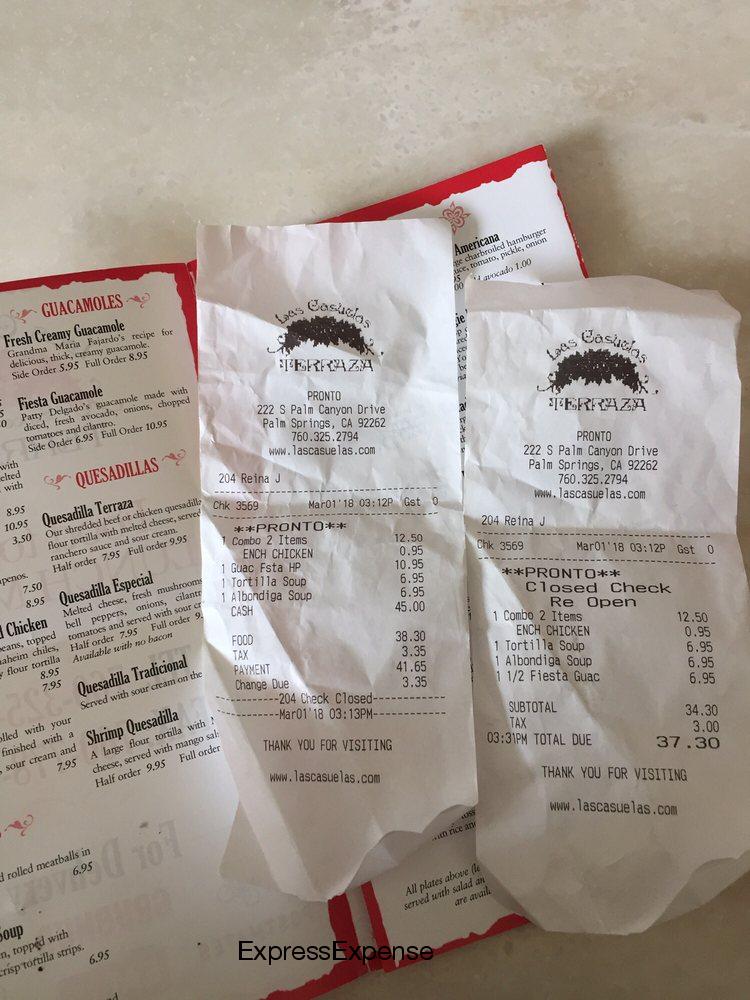 GUACAMOLES
Fresh Creamy Guacamole
Grandma Maria Fajardo's recipe for
delicious, thick, creamy guacamole.
Side Order 5.95 Full Order 8.95
Fiesta Guacamole
Patty Delgado's guacamole made with
diced, fresh avocado, onions, chopped
tomatoes and cilantro.
Side Order 6.95 Full Order 10.95
QUESADILLAS
Quesadilla Terraza
Our shredded beef or chicken quesadilla
flour tortilla with melted cheese, serve
ranchero sauce and sour cream.
Half order 7.95 Full order 9.95
Quesadilla Especial
Melted cheese, fresh mushrooms
bell peppers, onions, cilant
tomatoes and served with sour cr
Half order 7.95 Full order 9.
Available with no bacon
Quesadilla Tradicional
Served with sour cream on the
Shrimp Quesadilla
A large flour tortilla with
cheese, served with mango sal
Half order 9.95 Full order
with
elted
with
8.95
10.95
3.50
apenos.
7.50
8.95
d Chicken
beans, topped
naheim chiles,
y flour tortilla
8.95
7.95
olled with your
finished with a
, sour cream and
7.95
d rolled meatballs in
6.95
Soup
n, topped with
crisp tortilla strips.
6.95
For Delivery
Americana
ge charbroiled hamburger
uce, tomato, pickle, onion
d avocado 1.00
Las Casuelas
TERRAZA
PRONTO
222 S Palm Canyon Drive
Palm Springs, CA 92262
760.325.2794
www.lascasuelas.com
204 Reina J
Chk 3569 Mar01'18 03:12P Gst 0
**PRONTO**
1 Combo 2 Items 12.50
ENCH CHICKEN 0.95
1 Guac Fsta HP 10.95
1 Tortilla Soup 6.95
1 Albondiga Soup 6.95
CASH 45.00
FOOD 38.30
TAX 3.35
PAYMENT 41.65
Change Due 3.35
204 Check Closed
Mar01'18 03:13PM
THANK YOU FOR VISITING
www.lascasuelas.com
Las Casuelas
TERRAZA
PRONTO
222 S Palm Canyon Drive
Palm Springs, CA 92262
760.325.2794
www.lascasuelas.com
204 Reina J
Chk 3569 Mar01'18 03:12P Gst 0
**PRONTO**
Closed Check
Re Open
1 Combo 2 Items 12.50
ENCH CHICKEN 0.95
1 Tortilla Soup 6.95
1 Albondiga Soup 6.95
1 1/2 Fiesta Guac 6.95
SUBTOTAL 34.30
TAX 3.00
03:31PM TOTAL DUE 37.30
THANK YOU FOR VISITING
www.lascasuelas.com
with rice and
All plates above (le
served with salad an
are avail
ExpressExpense